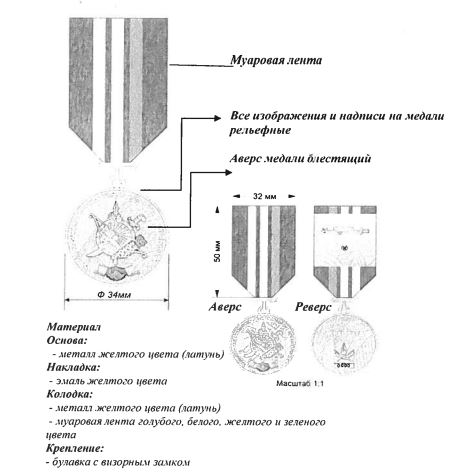 Муаровая лента
Все изображения и надписи на медали
рельефные
Аверс медали блестящий
32 мм
50 мм
Аверс
Реверс
Ф 34мм
Масштаб 1:1
Материал
Основа:
- металл желтого цвета (латунь)
Накладка:
- эмаль желтого цвета
Колодка:
- металл желтого цвета (латунь)
- муаровая лента голубого, белого, желтого и зеленого
цвета
Крепление:
- булавка с визорным замком